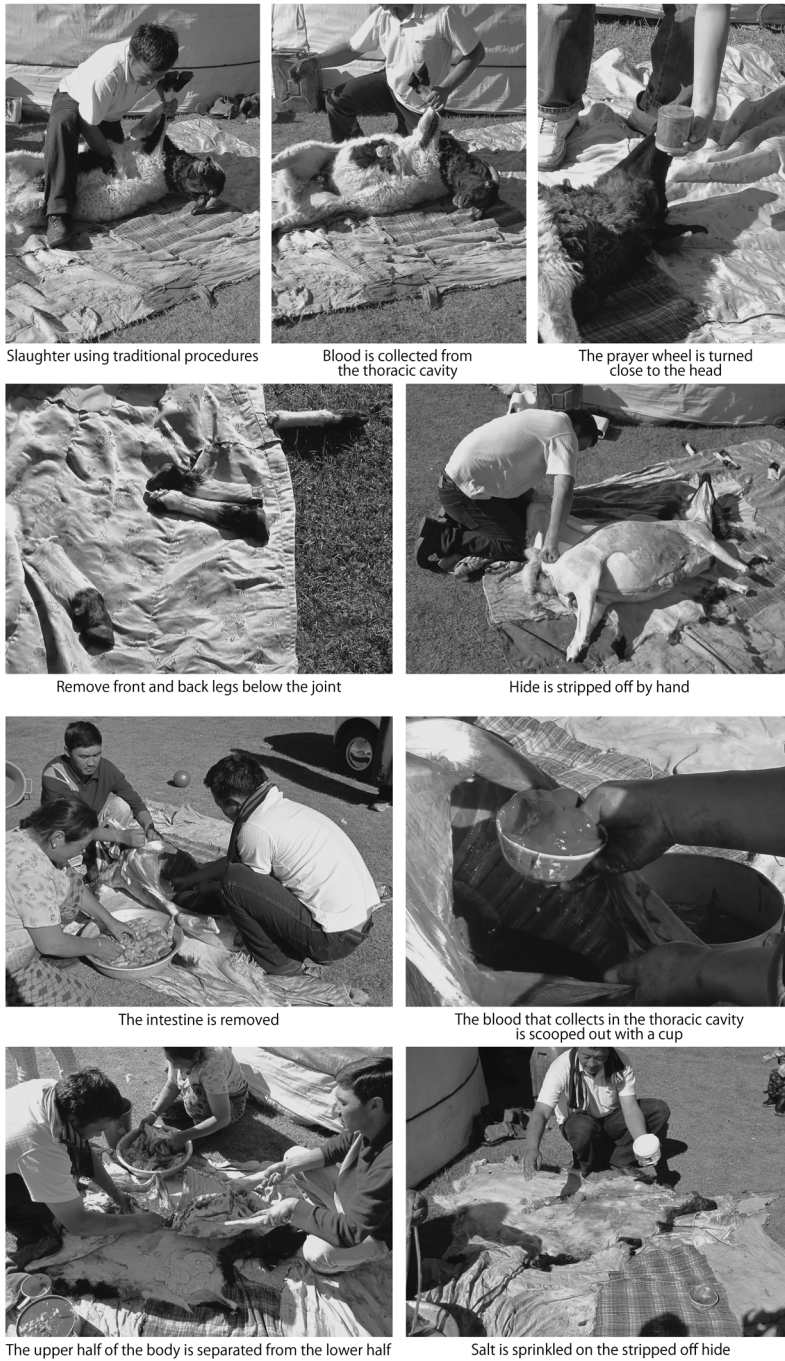 Slaughter using traditional procedures
Blood is collected from
the thoracic cavity
The prayer wheel is turned
close to the head
Remove front and back legs below the joint
Hide is stripped off by hand
The intestine is removed
The blood that collects in the thoracic cavity
is scooped out with a cup
The upper half of the body is separated from the lower half
Salt is sprinkled on the stripped off hide